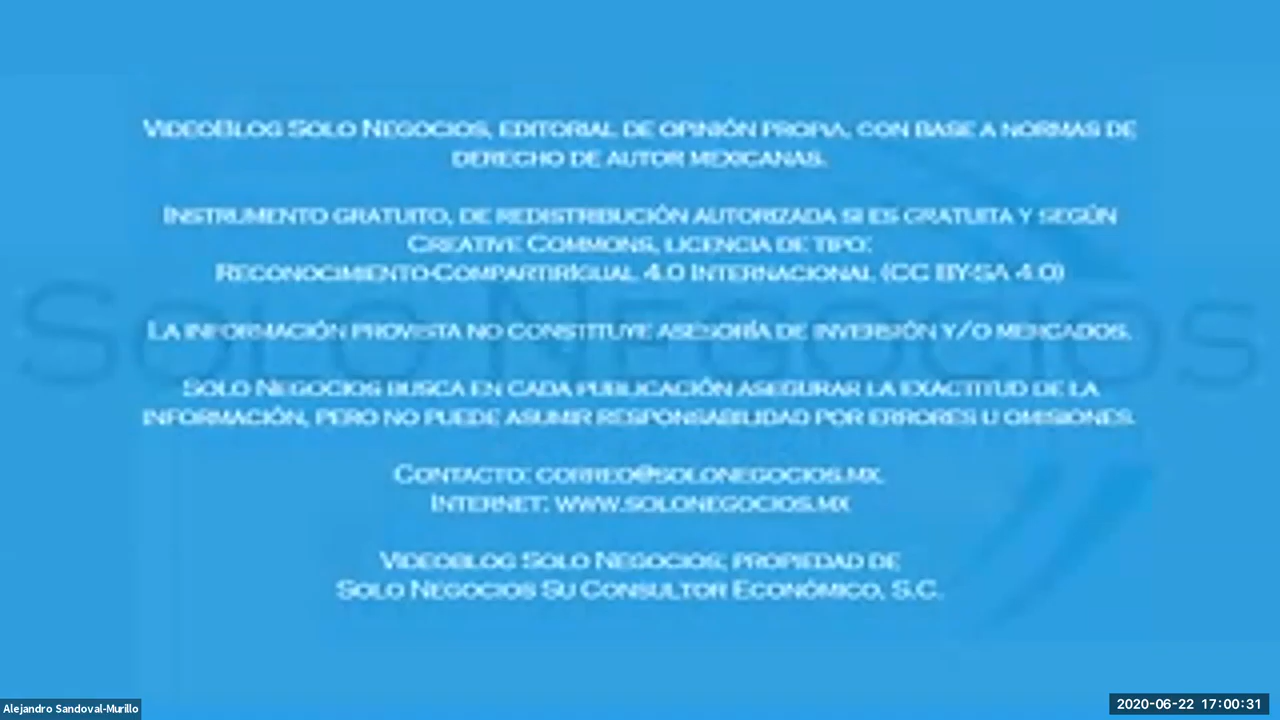 VideoBlog Solo Negocios, editorial de opinión propia, con base a normas de
derecho de autor mexicanas.
Instrumento gratuito, de redistribución autorizada si es gratuita y según
Creative Commons, licencia de tipo:
Reconocimiento-CompartirIgual 4.0 Internacional (CC BY-SA 4.0)
Solo Negocios
La información provista no constituye asesoría de inversión y/o mercados.
Solo Negocios busca en cada publicación asegurar la exactitud de la
información, pero no puede asumir responsabilidad por errores u omisiones.
Contacto: correo@solonegocios.mx
Internet: www.solonegocios.mx
Videoblog Solo Negocios; propiedad de
Solo Negocios Su Consultor Económico, S.C.
Alejandro Sandoval-Murillo
2020-06-22 17:00:31